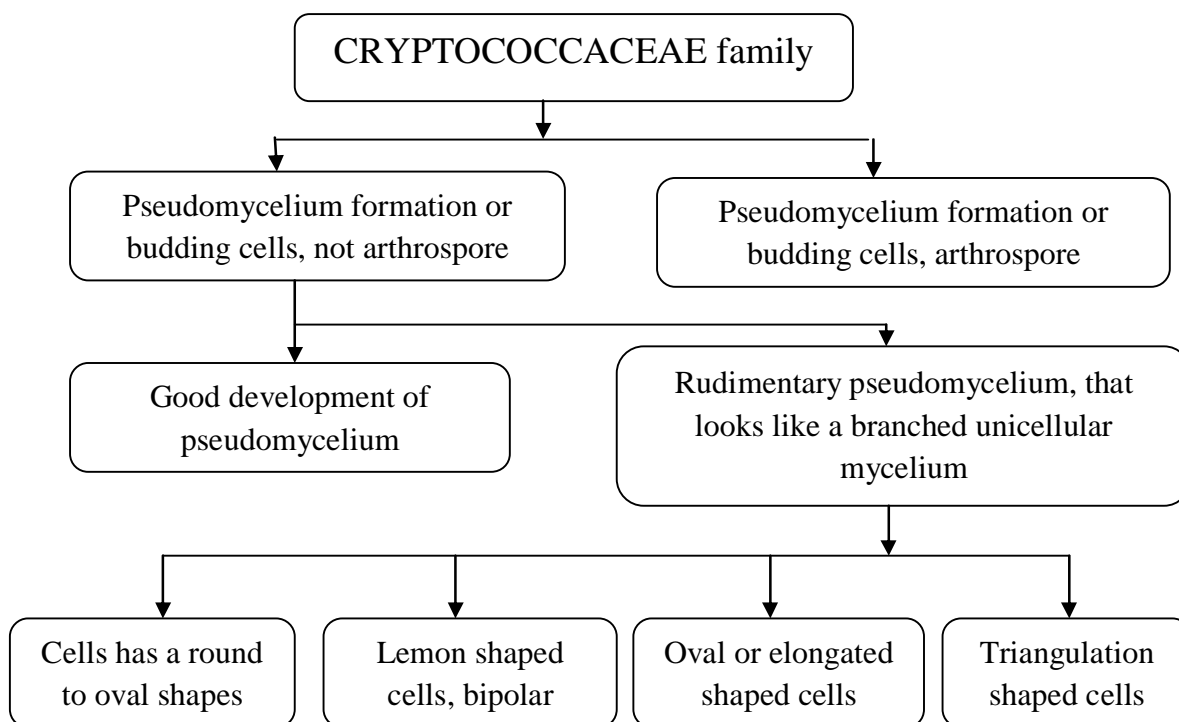 CRYPTOCOCCACEAE family
Pseudomycelium formation or
budding cells, not arthrospore
Pseudomycelium formation or
budding cells, arthrospore
Good development of
pseudomycelium
Rudimentary pseudomycelium, that
looks like a branched unicellular
mycelium
Cells has a round
to oval shapes
Lemon shaped
cells, bipolar
Oval or elongated
shaped cells
Triangulation
shaped cells